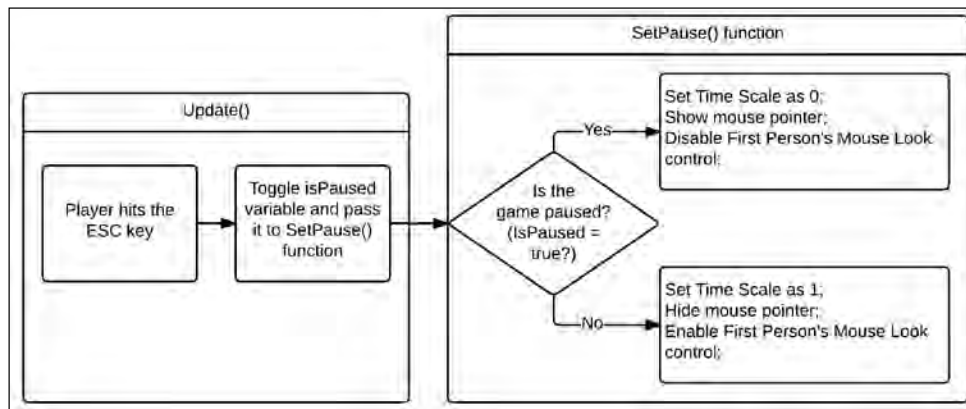 Update()
Player hits the
ESC key
Toggle isPaused
variable and pass
it to SetPause()
function
SetPause() function
Is the
game paused?
(IsPaused =
true?)
Yes
Set Time Scale as 0;
Show mouse pointer;
Disable First Person's Mouse Look
control;
No
Set Time Scale as 1;
Hide mouse pointer;
Enable First Person's Mouse Look
control;